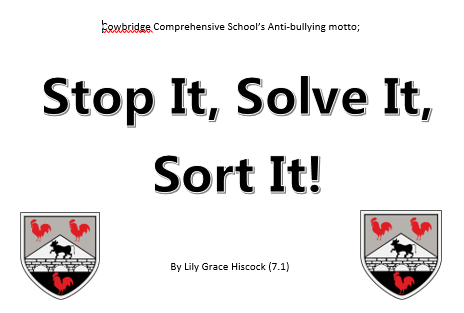 Cowbridge Comprehensive School's Anti-bullying motto;
Stop It, Solve It,
Sort It!
By Lily Grace Hiscock (7.1)